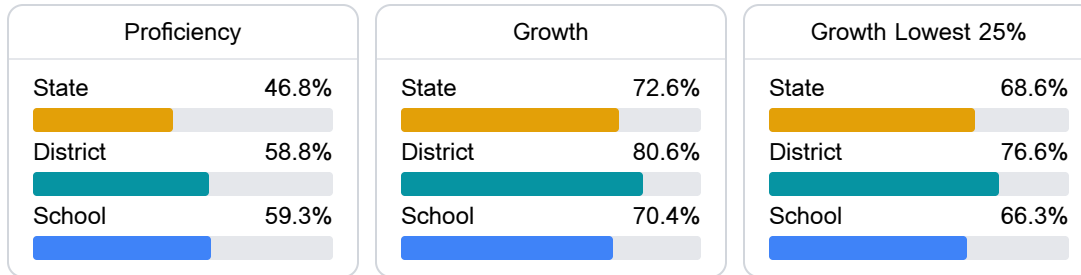 Proficiency
State 46.8%
District 58.8%
School 59.3%
Growth
State 72.6%
District 80.6%
School 70.4%
Growth Lowest 25%
State 68.6%
District 76.6%
School 66.3%